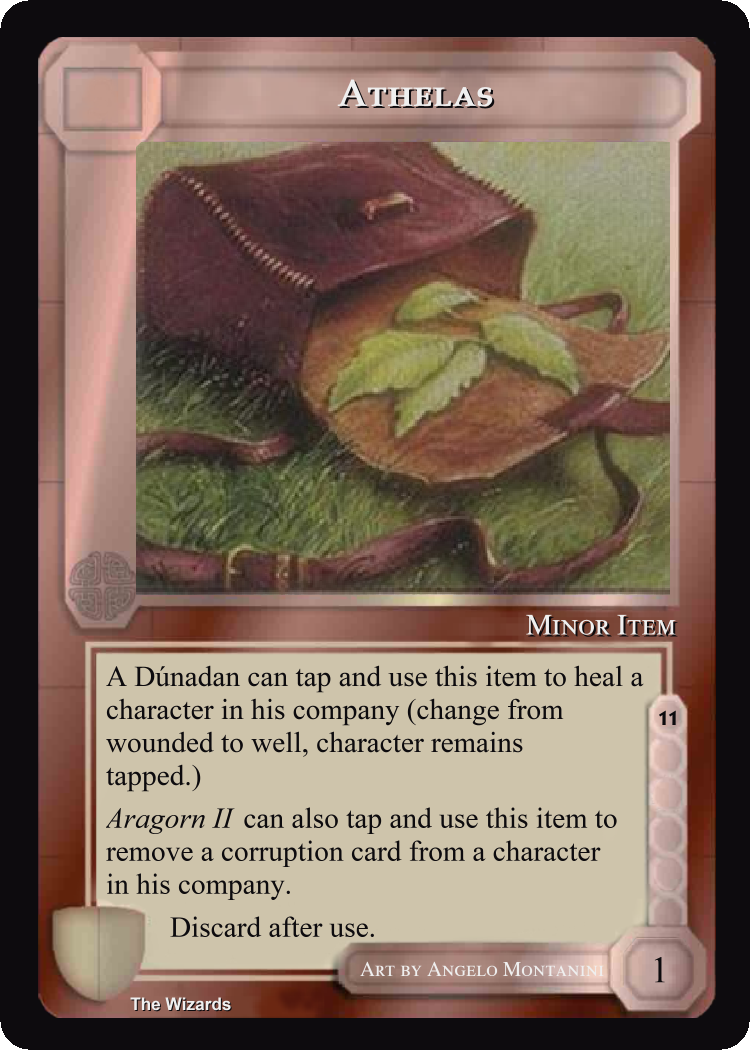 Athelas
Minor Item
A Dúnadan can tap and use this item to heal a
character in his company (change from
wounded to well, character remains
tapped.)
11
Aragorn II can also tap and use this item to
remove a corruption card from a character
in his company.
Discard after use.
Art by Angelo Montanini
1
The Wizards